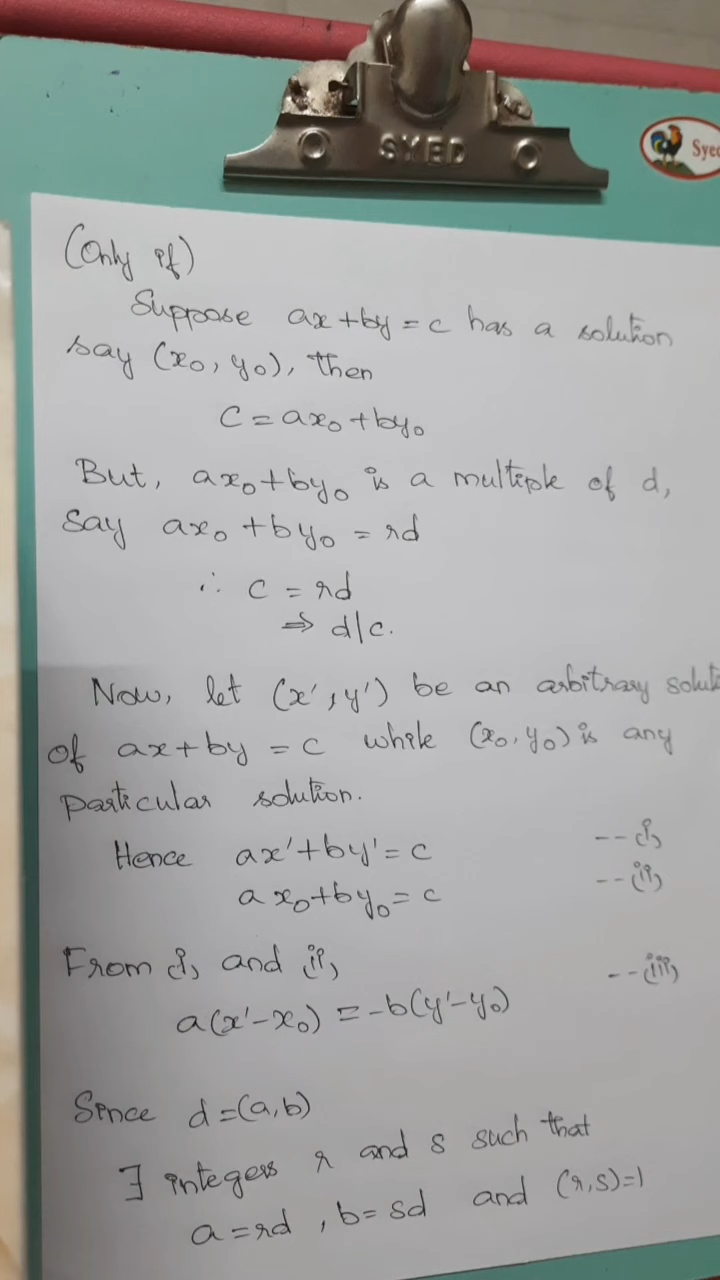 SYED
Syed
(Only if)
Suppose ax+by=c has a solution
say (x₀, y₀), then
c = ax₀+by₀
But, ax₀+by₀ is a multiple of d,
say ax₀+by₀ = rd
∴ c = rd
⇒ d/c.
Now, let (x', y') be an arbitrary solut
of ax+by = c while (x₀, y₀) is any
particular solution.
Hence ax'+by'= c --(i)
ax₀+by₀= c --(ii)
From (i) and (ii)
a(x'-x₀) = -b(y'-y₀) --(iii)
Since d=(a,b)
∃ integers r and s such that
a=rd, b=sd and (r,s)=1